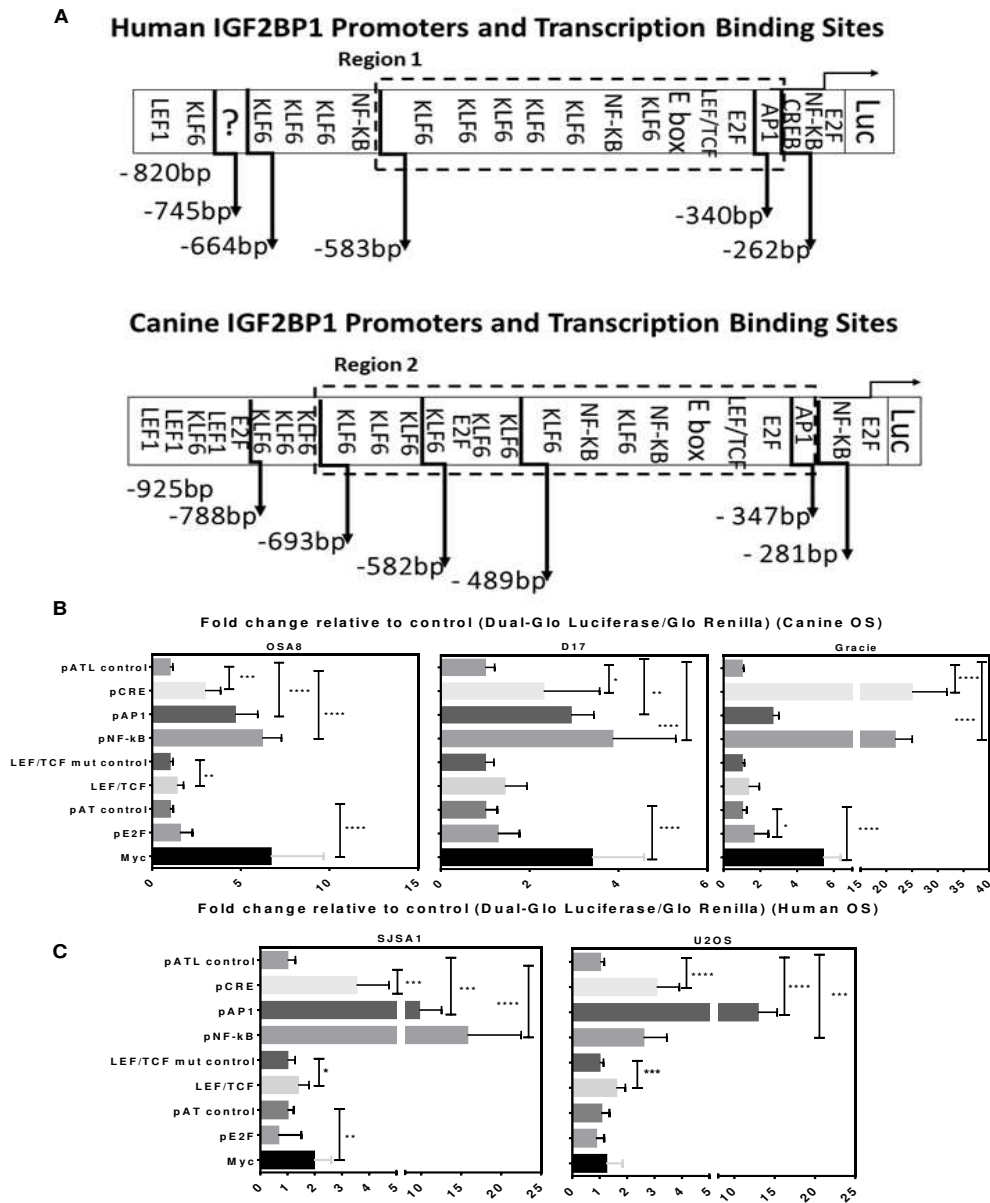 A
Human IGF2BP1 Promoters and Transcription Binding Sites
Region 1
LEF1 KLF6 ? KLF6 KLF6 KLF6 NF-KB KLF6 KLF6 KLF6 KLF6 KLF6 NF-KB KLF6 E box LEF/TCF E2F AP1 CREB NF-KB E2F Luc
-820bp
-745bp
-664bp
-583bp
-340bp
-262bp
Canine IGF2BP1 Promoters and Transcription Binding Sites
Region 2
LEF1 LEF1 KLF6 LEF1 E2F KLF6 KLF6 KLF6 KLF6 KLF6 KLF6 KLF6 E2F KLF6 KLF6 KLF6 NF-KB KLF6 NF-KB E box LEF/TCF E2F AP1 NF-KB E2F Luc
-925bp
-788bp
-693bp
-582bp
- 489bp
- 347bp
- 281bp
B
Fold change relative to control (Dual-Glo Luciferase/Glo Renilla) (Canine OS)
OSA8
D17
Gracie
pATL control
pCRE
pAP1
pNF-kB
LEF/TCF mut control
LEF/TCF
pAT control
pE2F
Myc
*** **** **** ** ****
* ** **** ****
**** **** * ****
0 5 10 15
0 2 4 6
0 2 4 6 15 20 25 30 35 40
Fold change relative to control (Dual-Glo Luciferase/Glo Renilla) (Human OS)
C
SJSA1
U2OS
pATL control
pCRE
pAP1
pNF-kB
LEF/TCF mut control
LEF/TCF
pAT control
pE2F
Myc
*** *** **** * **
**** **** *** ***
0 1 2 3 4 5 10 15 20 25
0 1 2 3 4 5 10 15 20 25